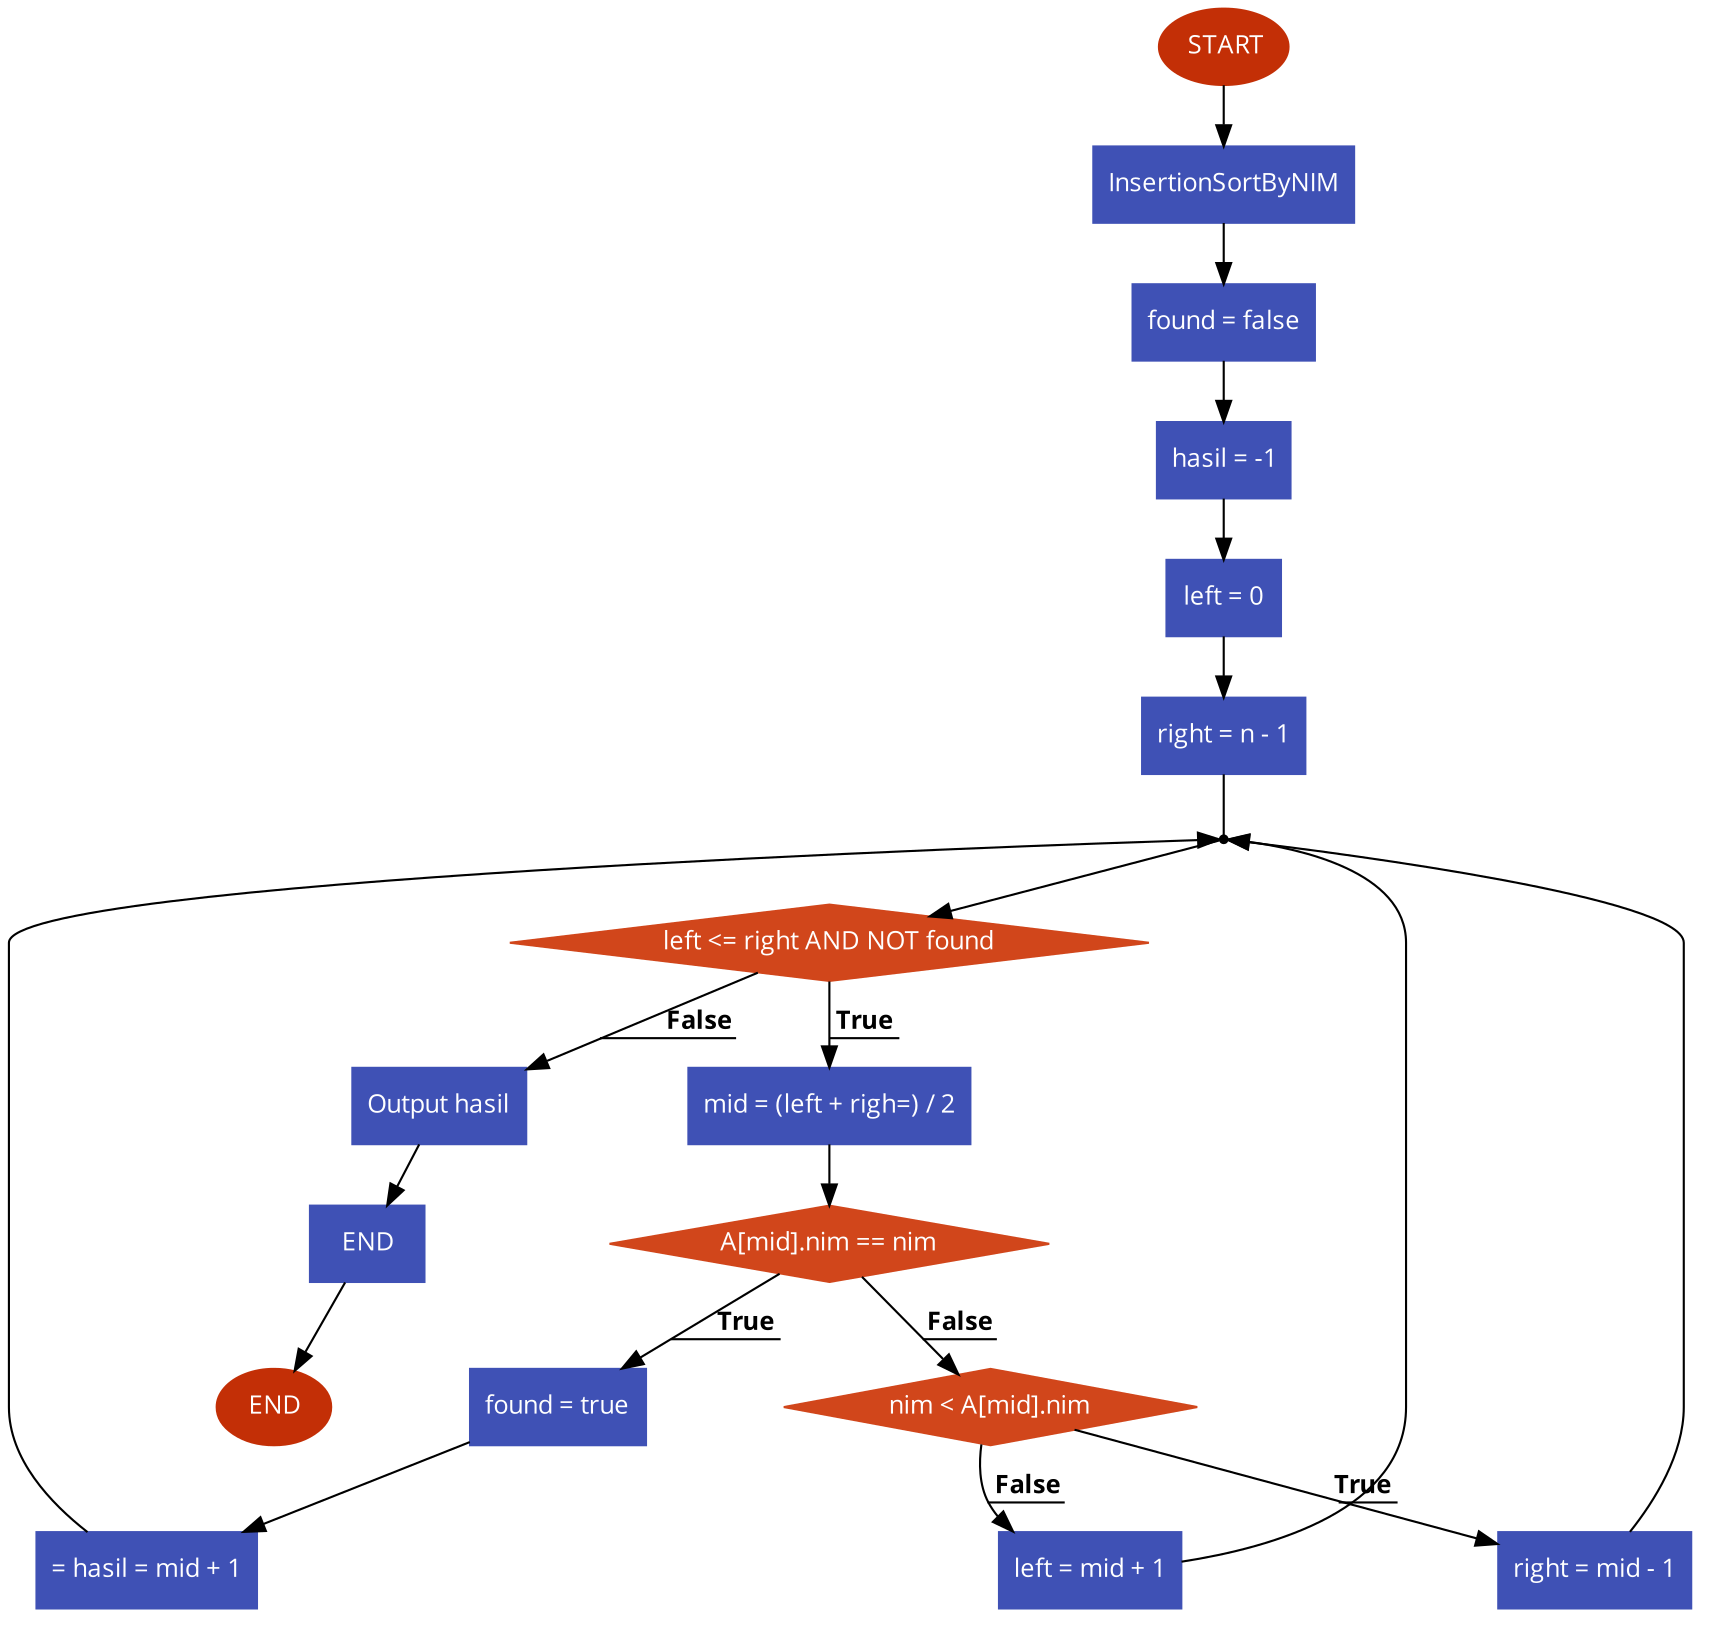 START
InsertionSortByNIM
found = false
hasil = -1
left = 0
right = n - 1
left <= right AND NOT found
False
True
Output hasil
mid = (left + righ=) / 2
END
A[mid].nim == nim
True
False
END
found = true
nim < A[mid].nim
False
True
= hasil = mid + 1
left = mid + 1
right = mid - 1